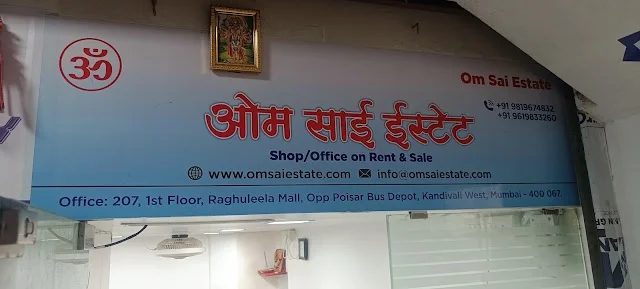 ॐ
Om Sai Estate
+91 9819674832
+91 9619833260
ओम साई ईस्टेट
Shop/Office on Rent & Sale
www.omsaiestate.com info@omsaiestate.com
Office: 207, 1st Floor, Raghuleela Mall, Opp Poisar Bus Depot, Kandivali West, Mumbai - 400 067.